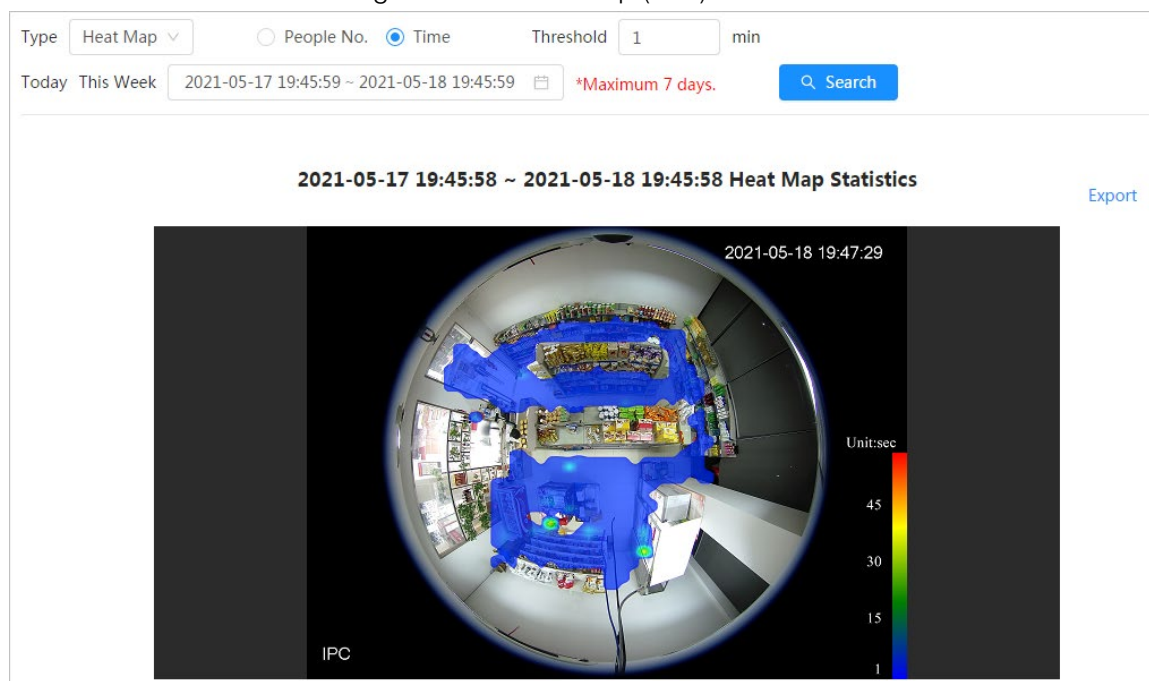 Type Heat Map People No. Time Threshold 1 min
Today This Week 2021-05-17 19:45:59 ~ 2021-05-18 19:45:59 *Maximum 7 days. Search
2021-05-17 19:45:58 ~ 2021-05-18 19:45:58 Heat Map Statistics
Export
2021-05-18 19:47:29
Unit:sec
45
30
15
1
IPC